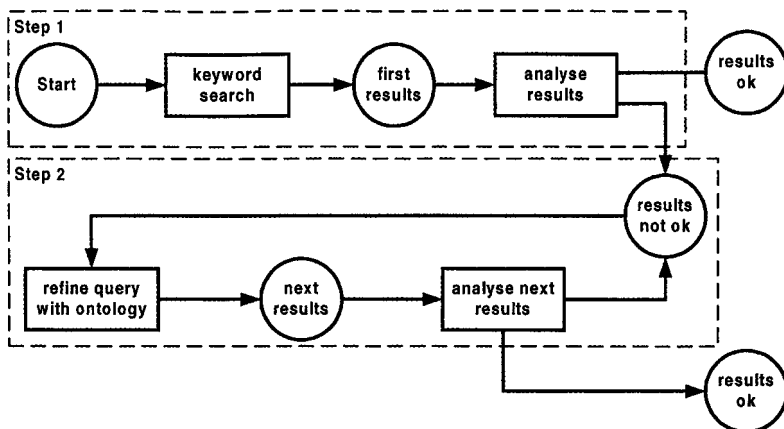 Step 1
Start
keyword
search
first
results
analyse
results
results
ok
Step 2
results
not ok
refine query
with ontology
next
results
analyse next
results
results
ok